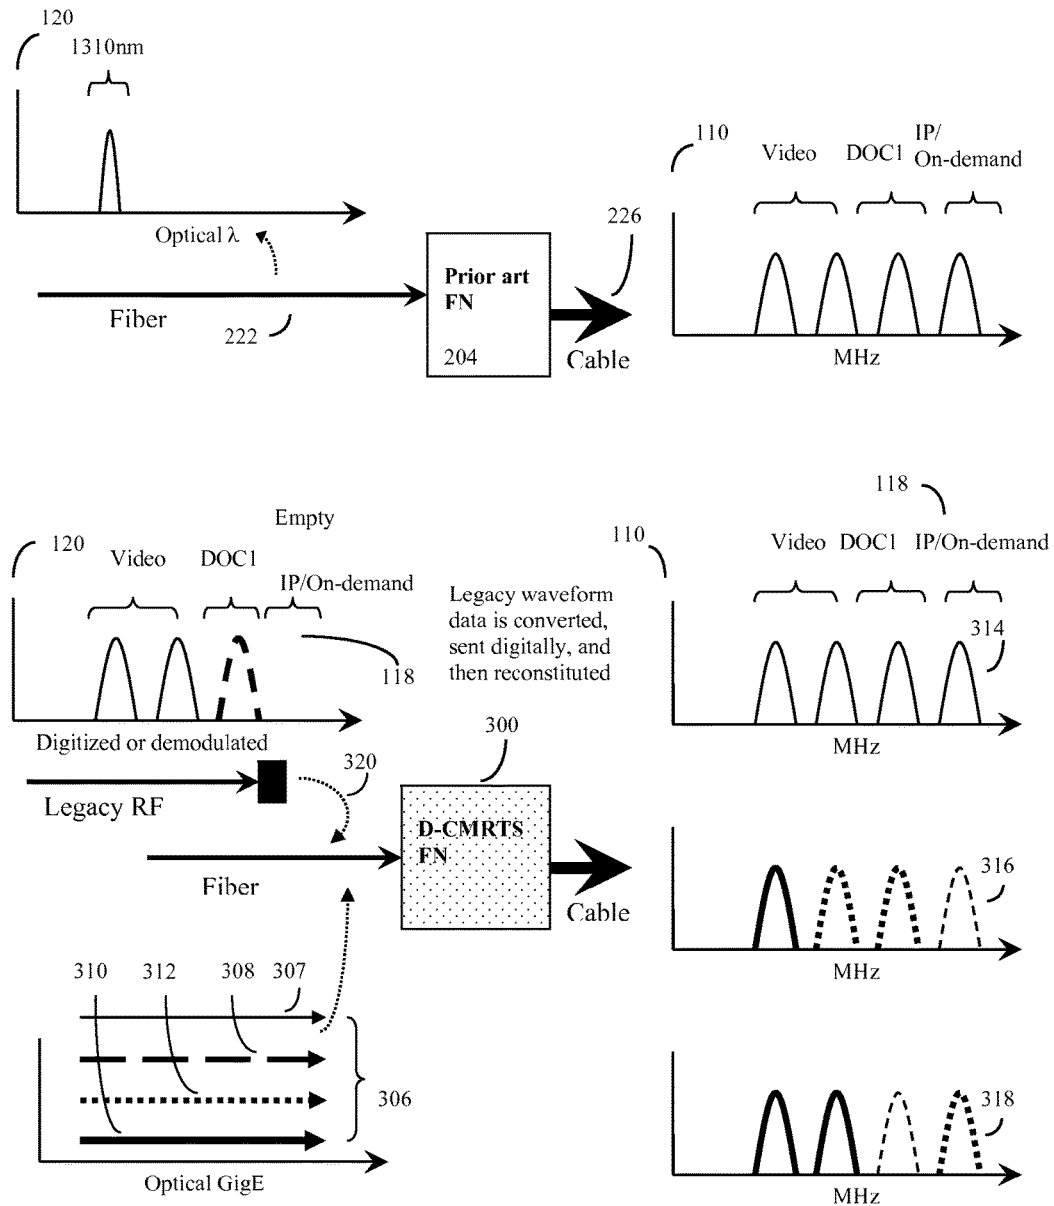 120
1310nm
Optical λ
Fiber
222
Prior art
FN
204
226
Cable
110
Video
DOC1
IP/
On-demand
MHz
120
Video
DOC1
Empty
IP/On-demand
118
Digitized or demodulated
Legacy waveform
data is converted,
sent digitally, and
then reconstituted
118
110
Video
DOC1
IP/On-demand
314
MHz
Legacy RF
320
300
D-CMRTS
FN
Fiber
Cable
316
MHz
310
312
308
307
306
Optical GigE
318
MHz